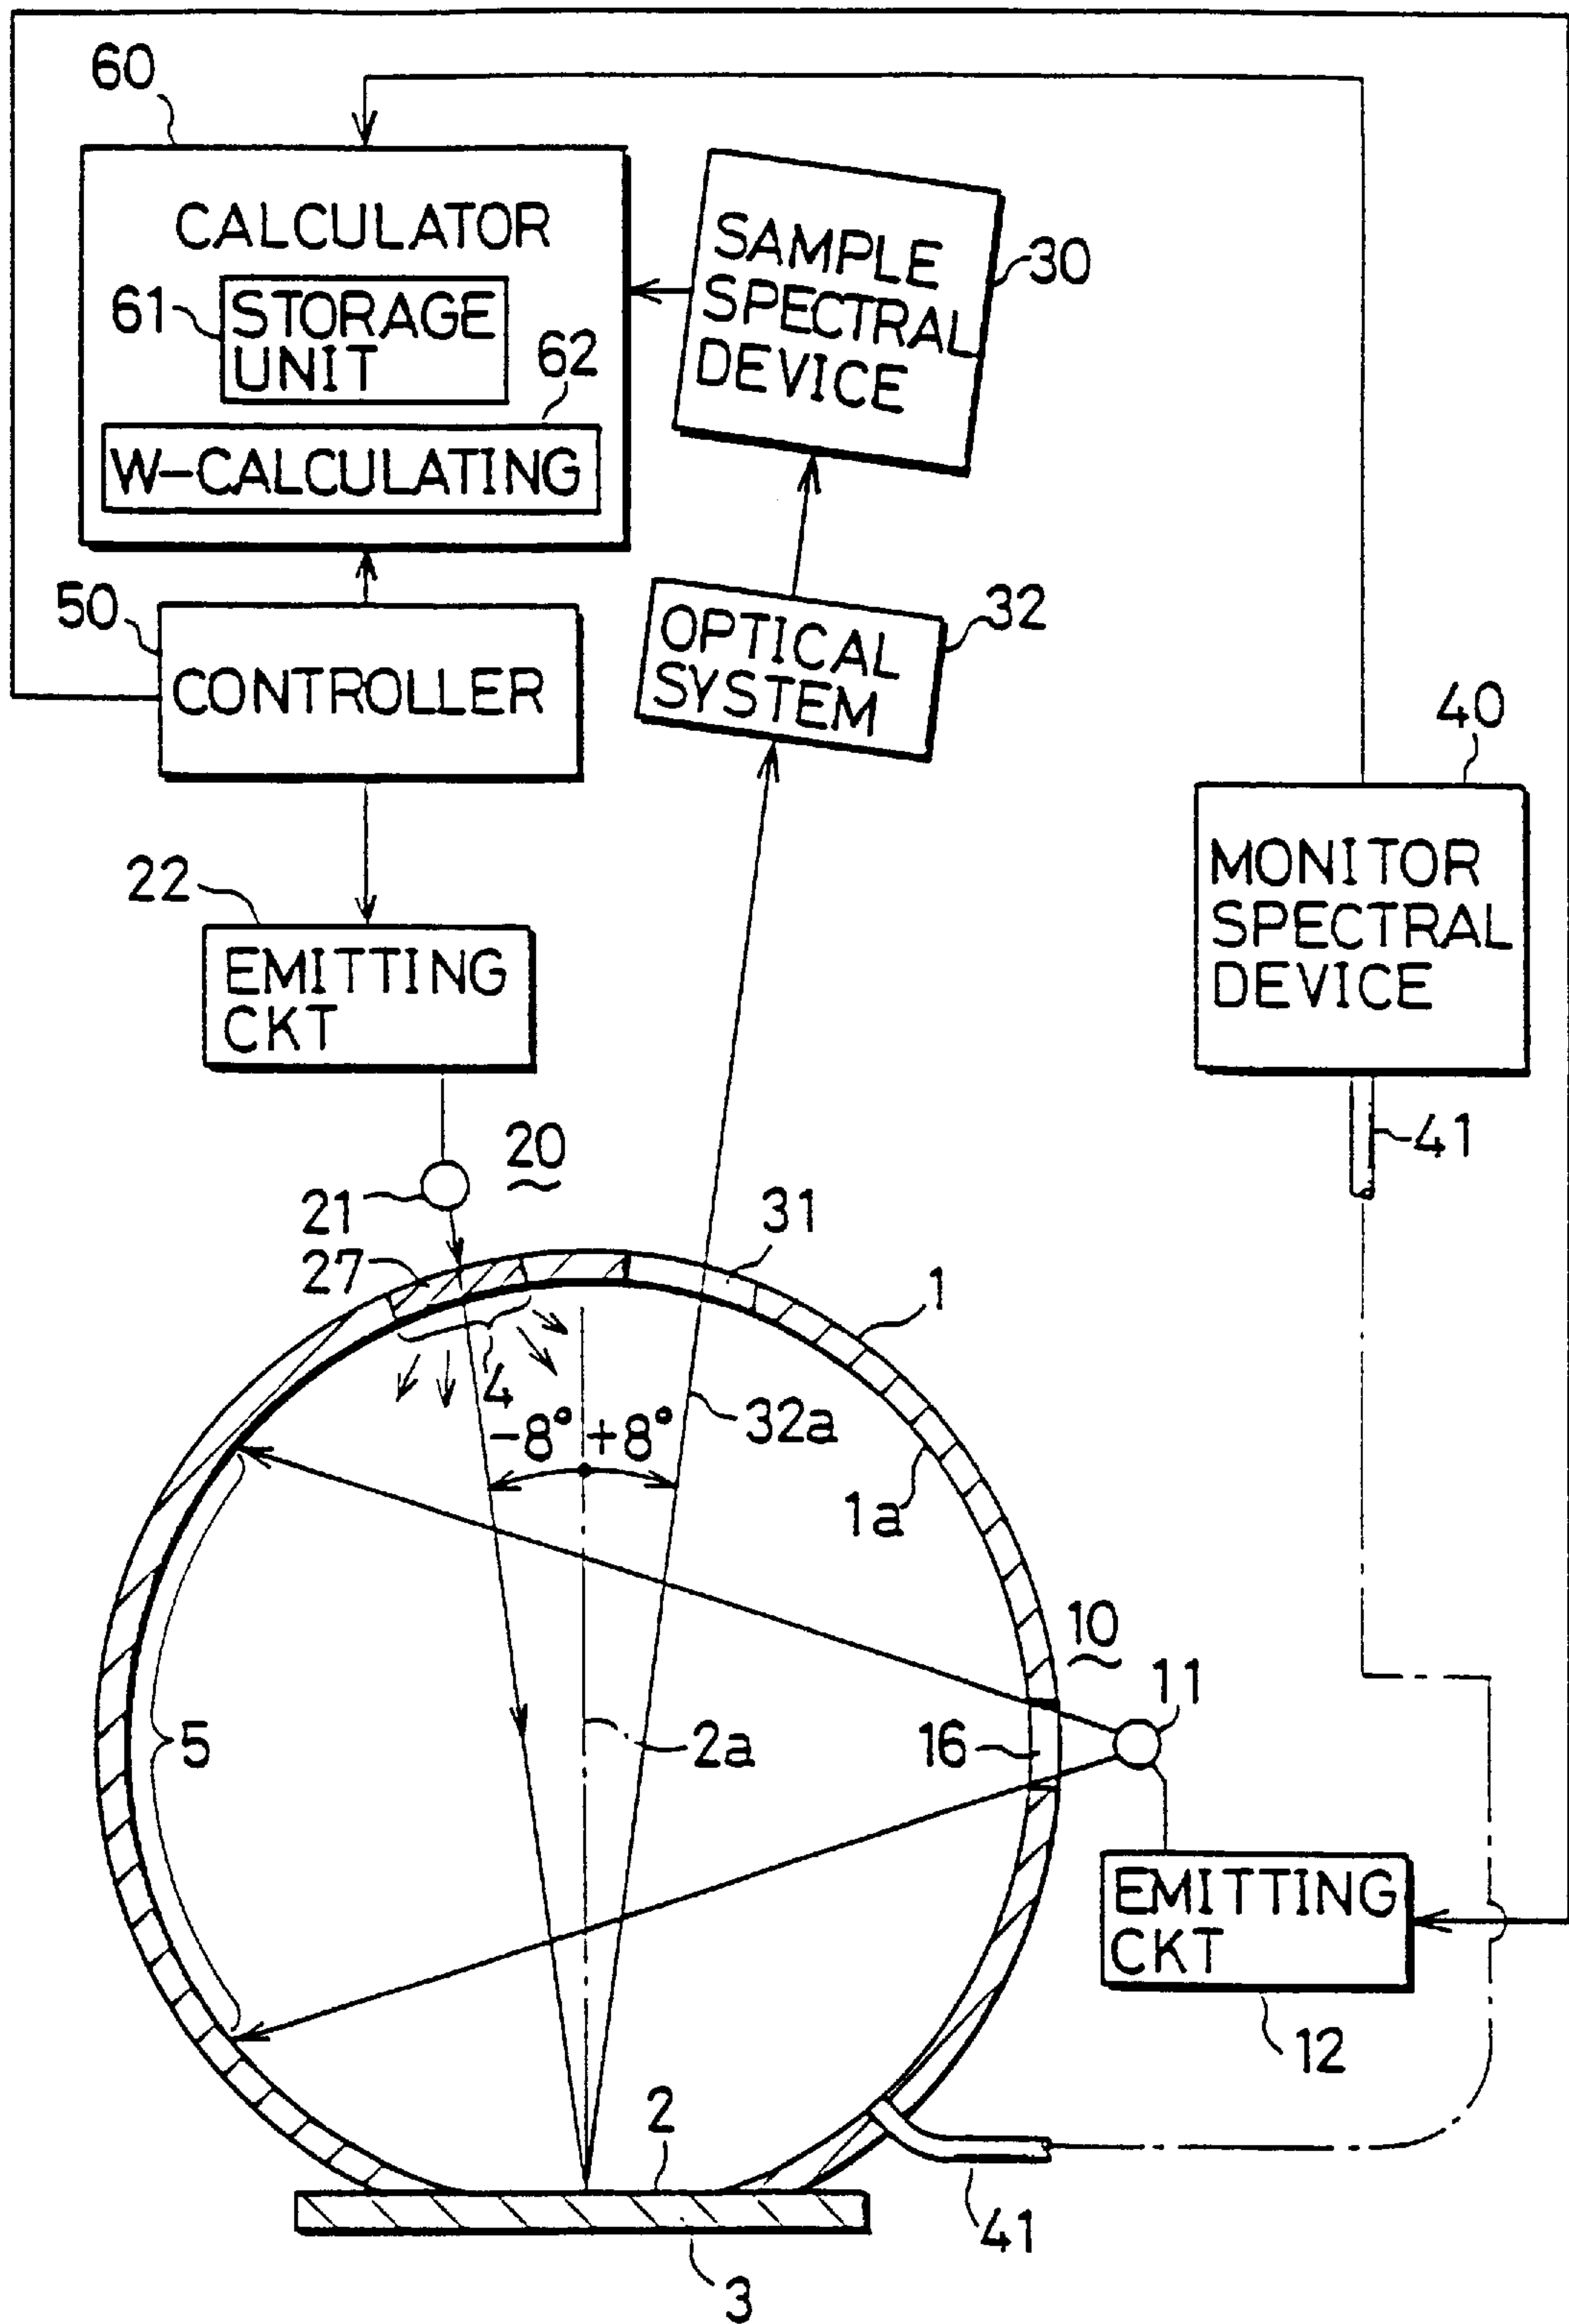 60
CALCULATOR
61
STORAGE
UNIT
62
W-CALCULATING
SAMPLE
SPECTRAL
DEVICE
30
50
CONTROLLER
OPTICAL
SYSTEM
32
40
MONITOR
SPECTRAL
DEVICE
22
EMITTING
CKT
41
20
21
27
31
1
4
-8° +8°
32a
1a
10
11
5
2a
16
EMITTING
CKT
12
2
41
3